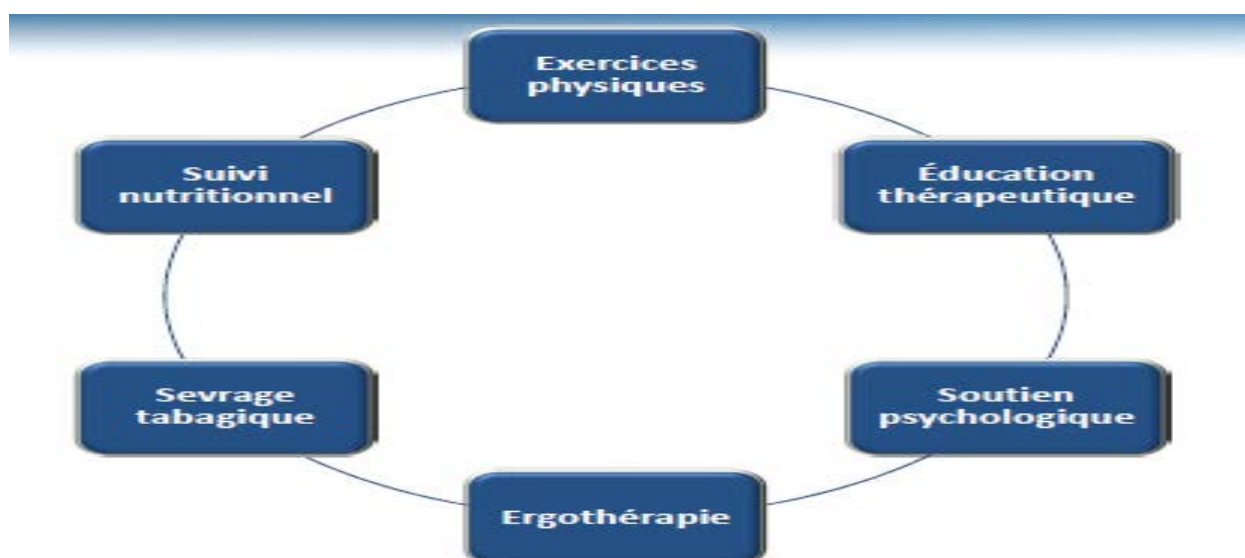 Exercices
physiques
Éducation
thérapeutique
Soutien
psychologique
Ergothérapie
Sevrage
tabagique
Suivi
nutritionnel